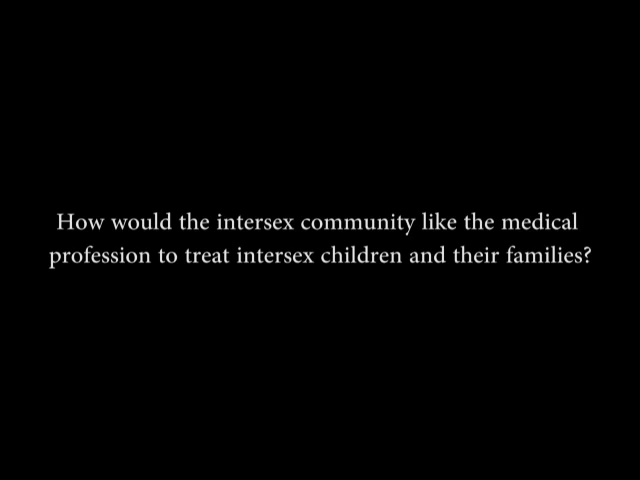 How would the intersex community like the medical
profession to treat intersex children and their families?